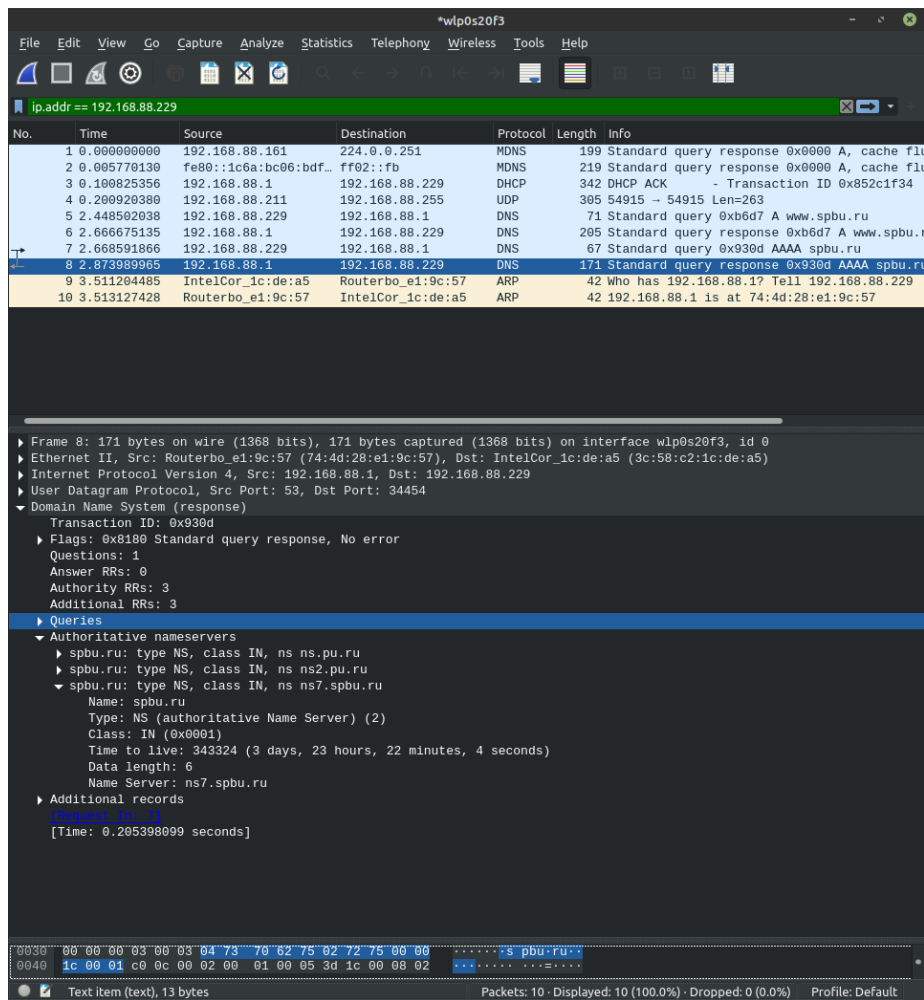 *wlp0s20f3
File Edit View Go Capture Analyze Statistics Telephony Wireless Tools Help
ip.addr == 192.168.88.229
No. Time Source Destination Protocol Length Info
1 0.000000000 192.168.88.161 224.0.0.251 MDNS 199 Standard query response 0x0000 A, cache flu
2 0.005770130 fe80::1c6a:bc06:bdf… ff02::fb MDNS 219 Standard query response 0x0000 A, cache flu
3 0.100825356 192.168.88.1 192.168.88.229 DHCP 342 DHCP ACK - Transaction ID 0x852c1f34
4 0.200920380 192.168.88.211 192.168.88.255 UDP 305 54915 → 54915 Len=263
5 2.448502038 192.168.88.229 192.168.88.1 DNS 71 Standard query 0xb6d7 A www.spbu.ru
6 2.666675135 192.168.88.1 192.168.88.229 DNS 205 Standard query response 0xb6d7 A www.spbu.r
7 2.668591866 192.168.88.229 192.168.88.1 DNS 67 Standard query 0x930d AAAA spbu.ru
8 2.873989965 192.168.88.1 192.168.88.229 DNS 171 Standard query response 0x930d AAAA spbu.ru
9 3.511204485 IntelCor_1c:de:a5 Routerbo_e1:9c:57 ARP 42 Who has 192.168.88.1? Tell 192.168.88.229
10 3.513127428 Routerbo_e1:9c:57 IntelCor_1c:de:a5 ARP 42 192.168.88.1 is at 74:4d:28:e1:9c:57
Frame 8: 171 bytes on wire (1368 bits), 171 bytes captured (1368 bits) on interface wlp0s20f3, id 0
Ethernet II, Src: Routerbo_e1:9c:57 (74:4d:28:e1:9c:57), Dst: IntelCor_1c:de:a5 (3c:58:c2:1c:de:a5)
Internet Protocol Version 4, Src: 192.168.88.1, Dst: 192.168.88.229
User Datagram Protocol, Src Port: 53, Dst Port: 34454
Domain Name System (response)
Transaction ID: 0x930d
Flags: 0x8180 Standard query response, No error
Questions: 1
Answer RRs: 0
Authority RRs: 3
Additional RRs: 3
Queries
Authoritative nameservers
spbu.ru: type NS, class IN, ns ns.pu.ru
spbu.ru: type NS, class IN, ns ns2.pu.ru
spbu.ru: type NS, class IN, ns ns7.spbu.ru
Name: spbu.ru
Type: NS (authoritative Name Server) (2)
Class: IN (0x0001)
Time to live: 343324 (3 days, 23 hours, 22 minutes, 4 seconds)
Data length: 6
Name Server: ns7.spbu.ru
Additional records
[Request In: 7]
[Time: 0.205398099 seconds]
0030 00 00 00 03 00 03 04 73 70 62 75 02 72 75 00 00 ·······s pbu·ru··
0040 1c 00 01 c0 0c 00 02 00 01 00 05 3d 1c 00 08 02 ········ ···=····
Text item (text), 13 bytes Packets: 10 · Displayed: 10 (100.0%) · Dropped: 0 (0.0%) Profile: Default